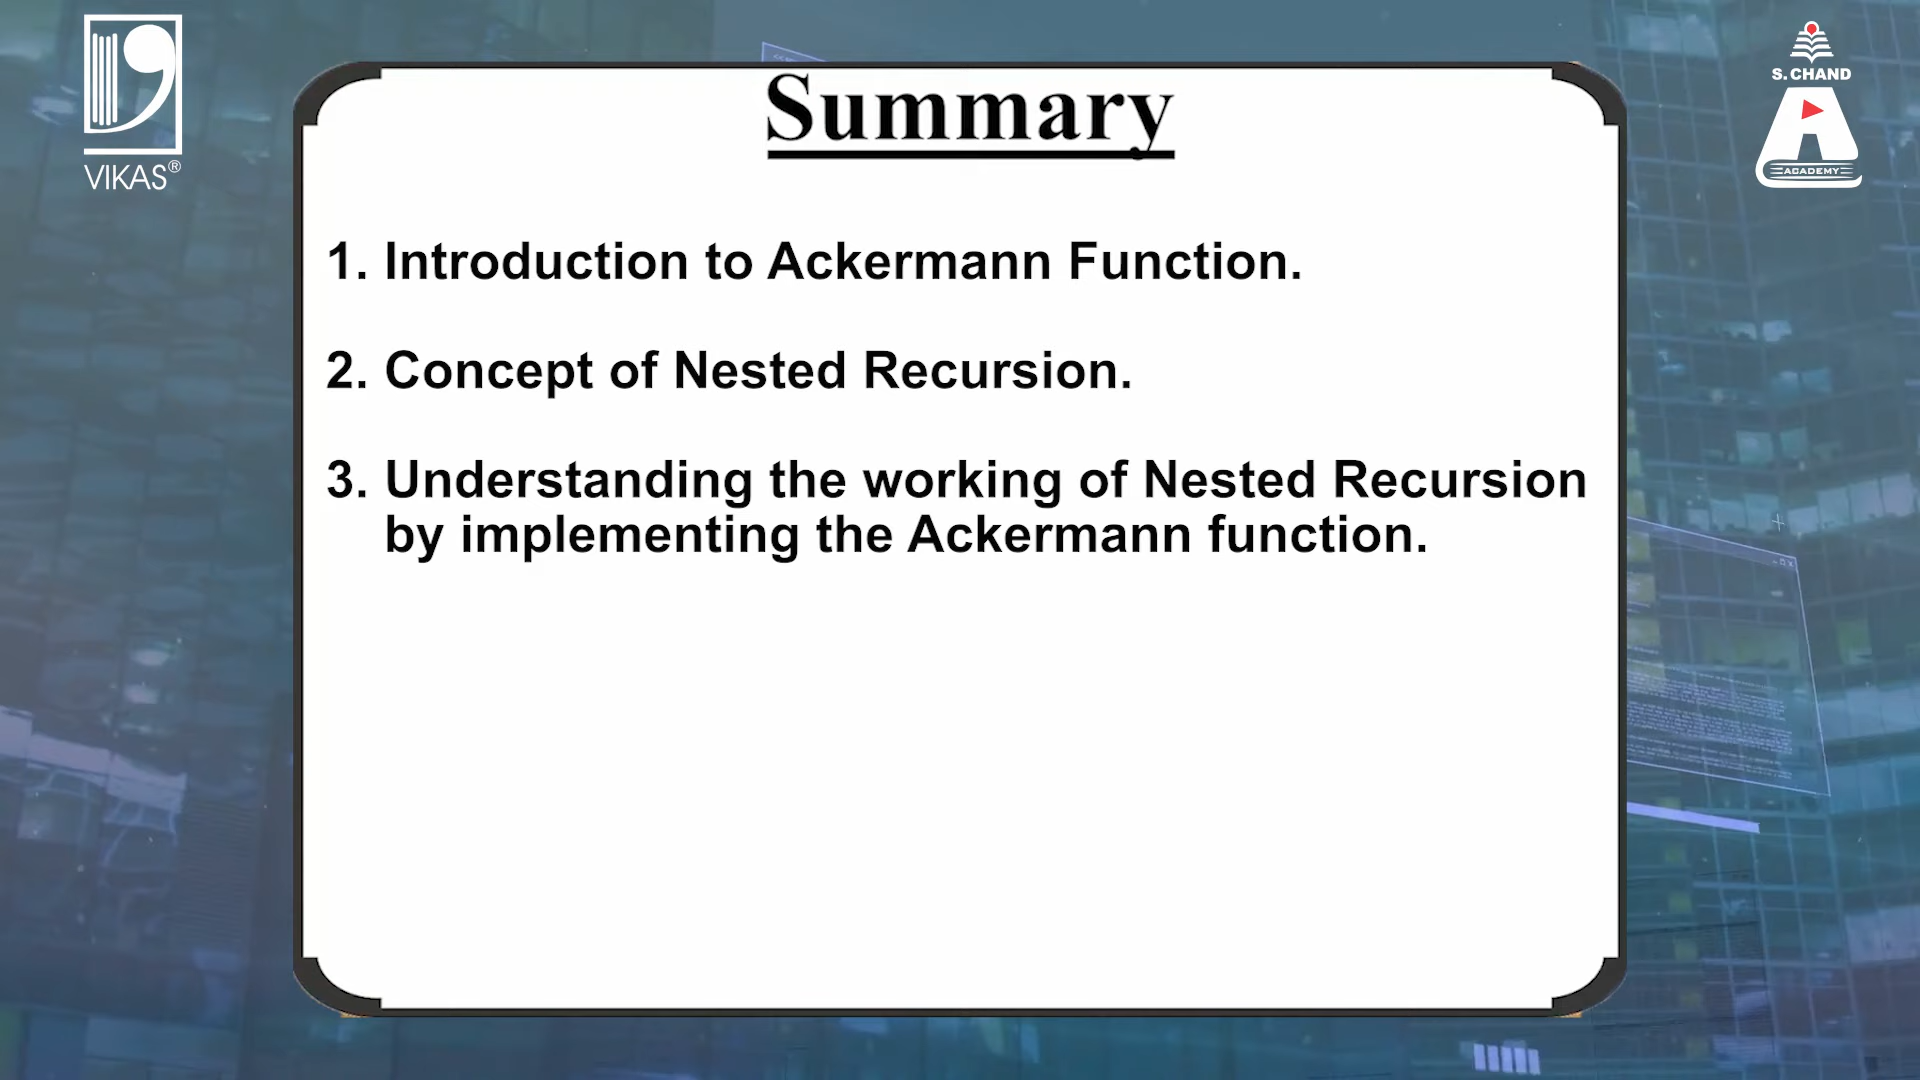 VIKAS®
S. CHAND
ACADEMY
Summary
1. Introduction to Ackermann Function.
2. Concept of Nested Recursion.
3. Understanding the working of Nested Recursion
by implementing the Ackermann function.